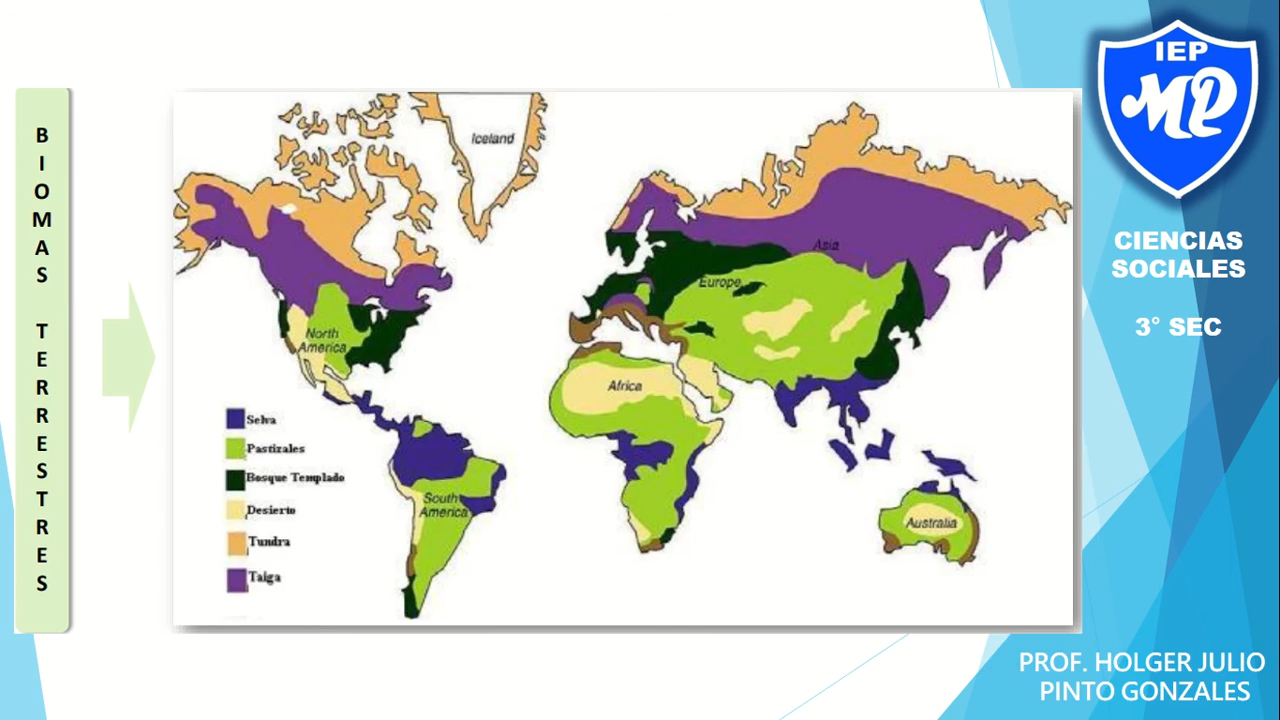 BIOMAS TERRESTRES
Iceland
Asia
Europe
North
America
Africa
South
America
Australia
Selva
Pastizales
Bosque Templado
Desierto
Tundra
Taiga
IEP
MP
CIENCIAS
SOCIALES
3° SEC
PROF. HOLGER JULIO
PINTO GONZALES